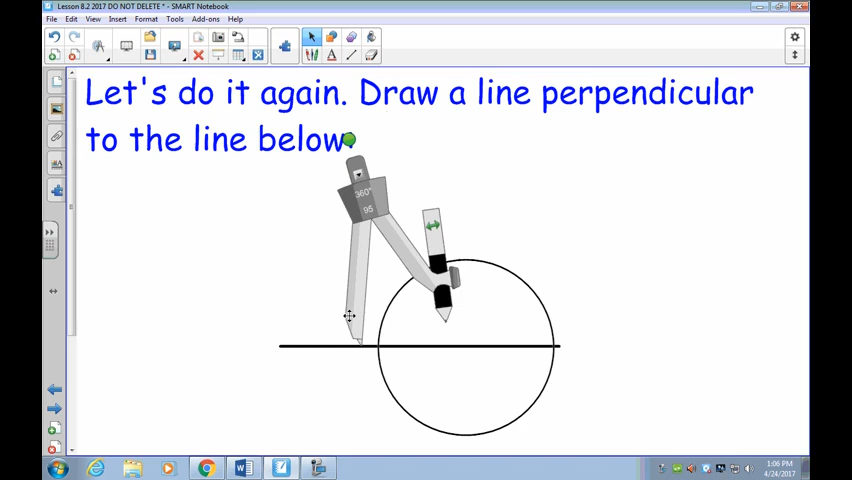 Lesson 8.2 2017 DO NOT DELETE * - SMART Notebook
File Edit View Insert Format Tools Add-ons Help
Let's do it again. Draw a line perpendicular
to the line below.
360°
95
1:06 PM
4/24/2017